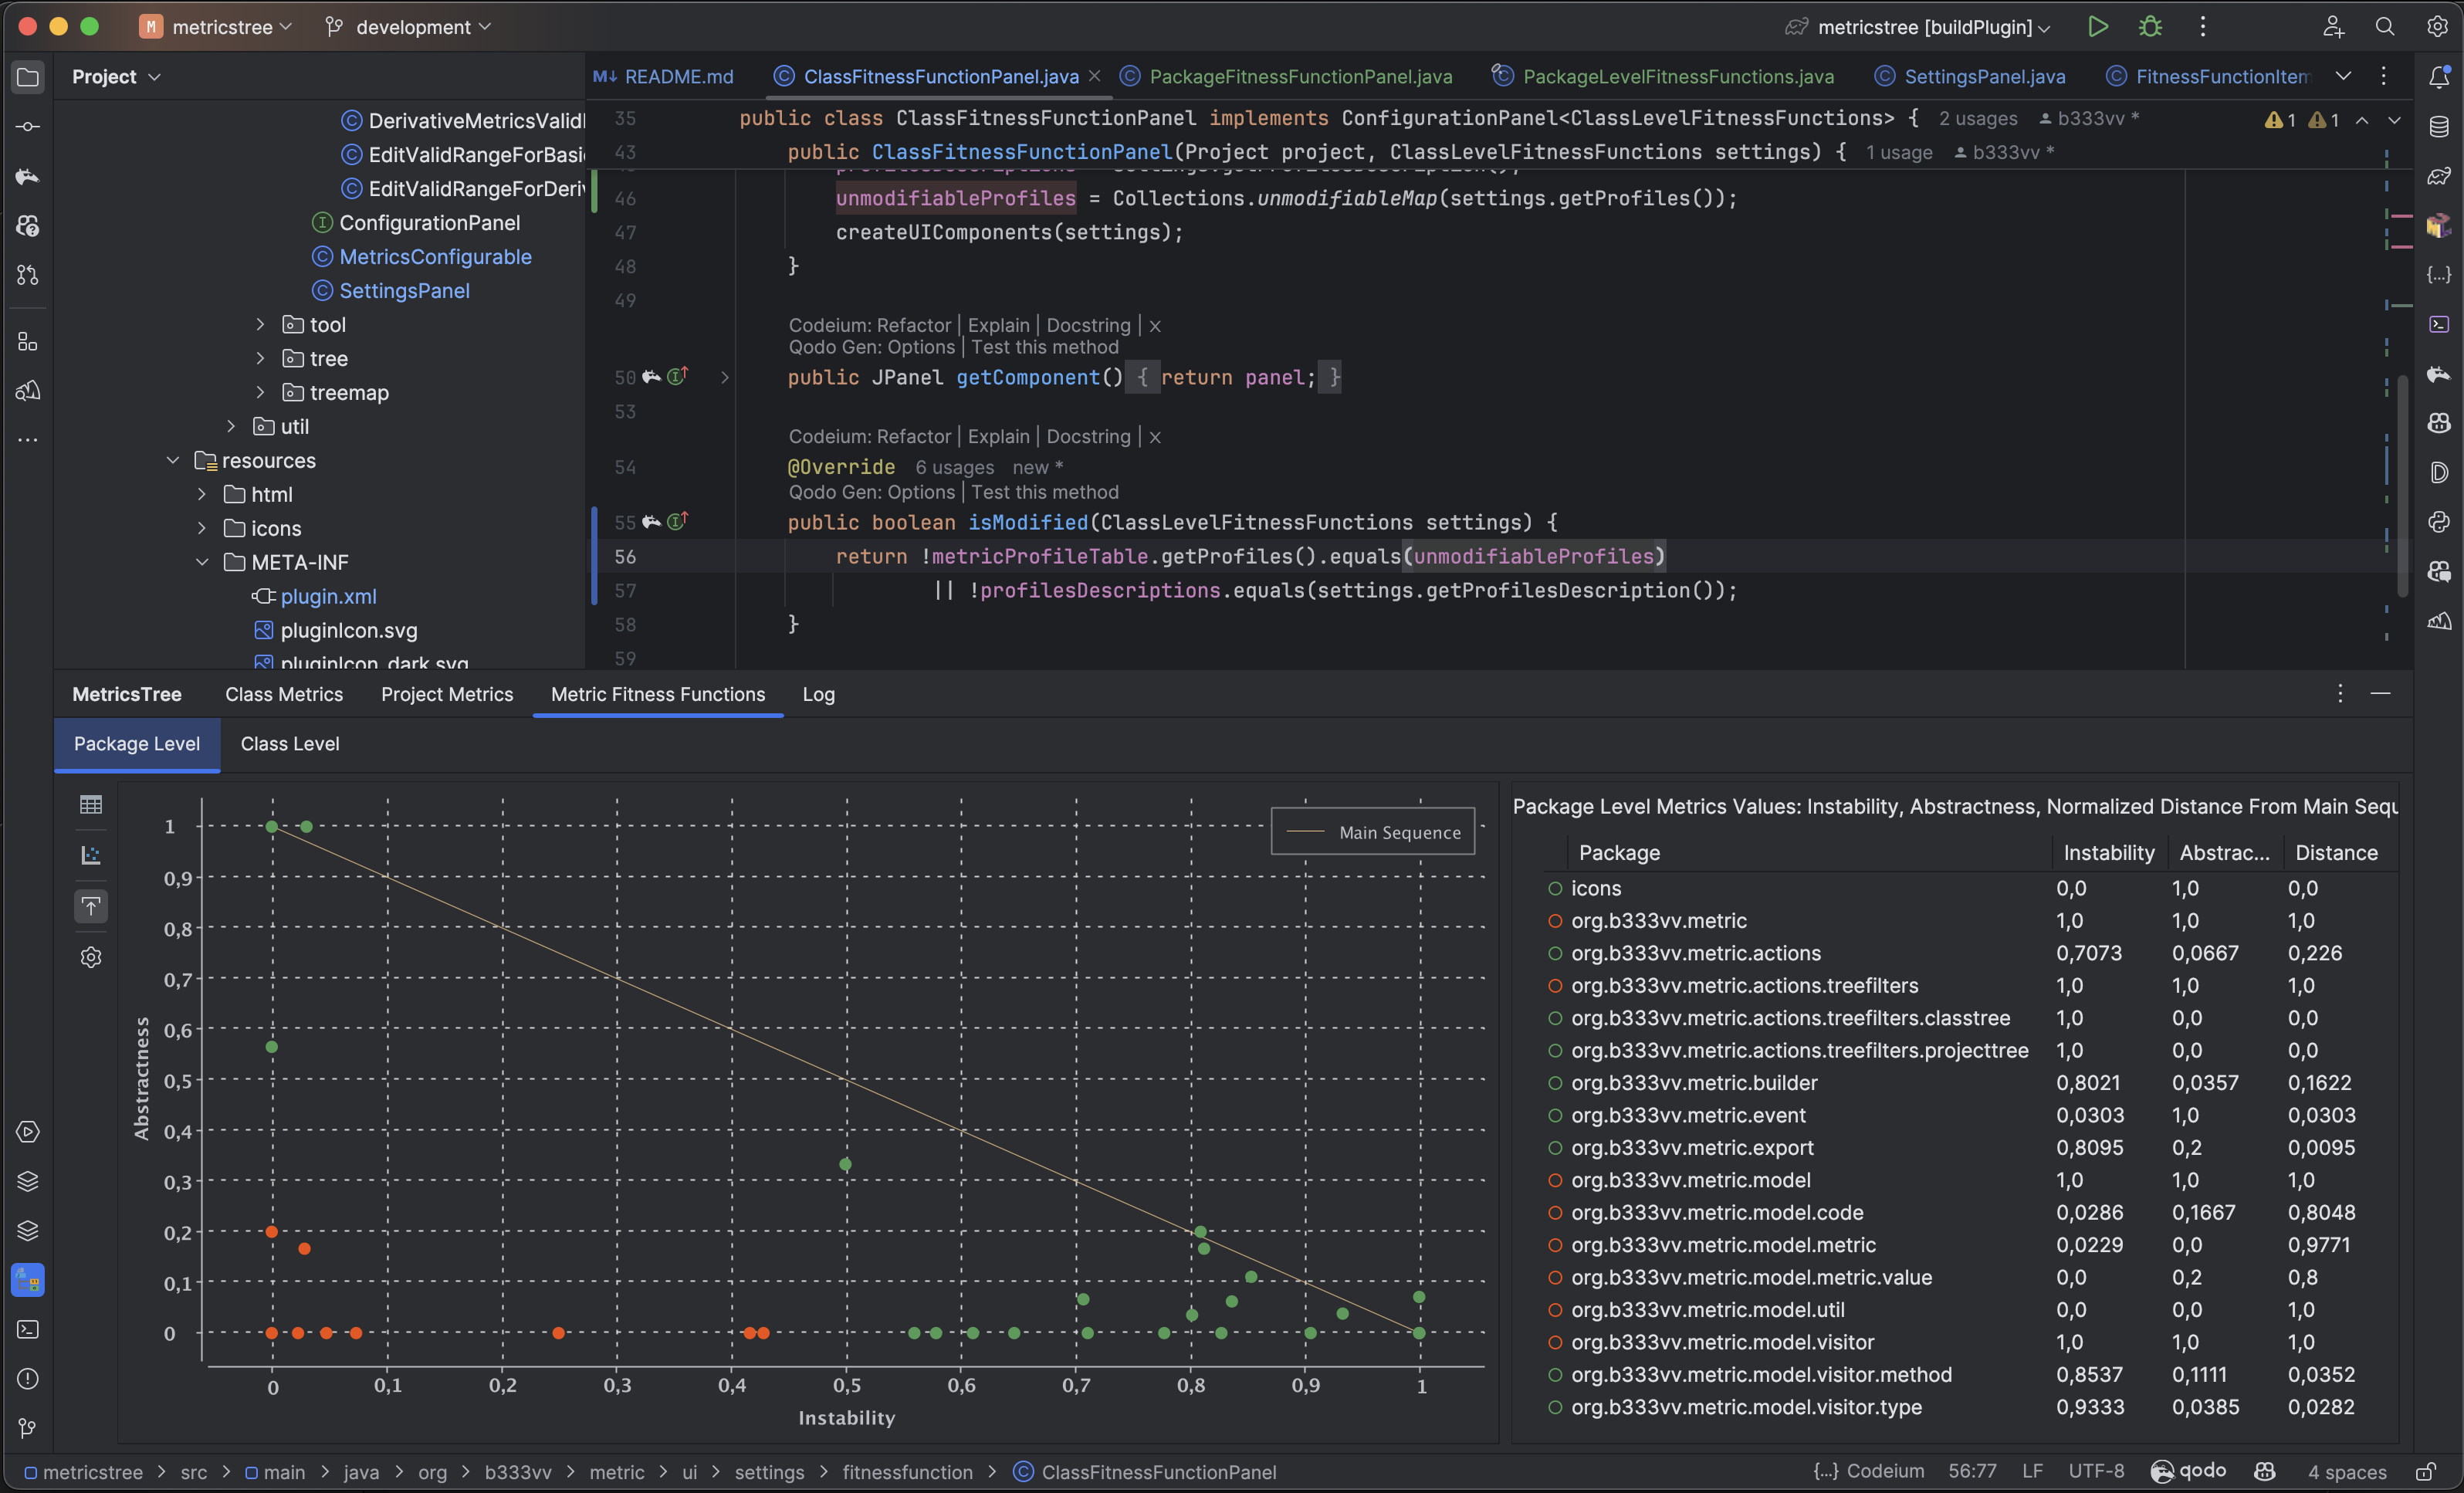 M metricstree development metricstree [buildPlugin]
Project
README.md ClassFitnessFunctionPanel.java PackageFitnessFunctionPanel.java PackageLevelFitnessFunctions.java SettingsPanel.java FitnessFunctionItem
DerivativeMetricsValid
EditValidRangeForBasi
EditValidRangeForDeriv
ConfigurationPanel
MetricsConfigurable
SettingsPanel
tool
tree
treemap
util
resources
html
icons
META-INF
plugin.xml
pluginIcon.svg
pluginIcon_dark.svg
35 public class ClassFitnessFunctionPanel implements ConfigurationPanel<ClassLevelFitnessFunctions> { 2 usages b333vv * 1 1
43 public ClassFitnessFunctionPanel(Project project, ClassLevelFitnessFunctions settings) { 1 usage b333vv *
46 unmodifiableProfiles = Collections.unmodifiableMap(settings.getProfiles());
47 createUIComponents(settings);
48 }
49
Codeium: Refactor | Explain | Docstring | ×
Qodo Gen: Options | Test this method
50 public JPanel getComponent() { return panel; }
53
Codeium: Refactor | Explain | Docstring | ×
54 @Override 6 usages new *
Qodo Gen: Options | Test this method
55 public boolean isModified(ClassLevelFitnessFunctions settings) {
56 return !metricProfileTable.getProfiles().equals(unmodifiableProfiles)
57 || !profilesDescriptions.equals(settings.getProfilesDescription());
58 }
59
MetricsTree Class Metrics Project Metrics Metric Fitness Functions Log
Package Level Class Level
Main Sequence
1
0,9
0,8
0,7
0,6
0,5
0,4
0,3
0,2
0,1
0
Abstractness
0 0,1 0,2 0,3 0,4 0,5 0,6 0,7 0,8 0,9 1
Instability
Package Level Metrics Values: Instability, Abstractness, Normalized Distance From Main Sequ
Package Instability Abstrac... Distance
icons 0,0 1,0 0,0
org.b333vv.metric 1,0 1,0 1,0
org.b333vv.metric.actions 0,7073 0,0667 0,226
org.b333vv.metric.actions.treefilters 1,0 1,0 1,0
org.b333vv.metric.actions.treefilters.classtree 1,0 0,0 0,0
org.b333vv.metric.actions.treefilters.projecttree 1,0 0,0 0,0
org.b333vv.metric.builder 0,8021 0,0357 0,1622
org.b333vv.metric.event 0,0303 1,0 0,0303
org.b333vv.metric.export 0,8095 0,2 0,0095
org.b333vv.metric.model 1,0 1,0 1,0
org.b333vv.metric.model.code 0,0286 0,1667 0,8048
org.b333vv.metric.model.metric 0,0229 0,0 0,9771
org.b333vv.metric.model.metric.value 0,0 0,2 0,8
org.b333vv.metric.model.util 0,0 0,0 1,0
org.b333vv.metric.model.visitor 1,0 1,0 1,0
org.b333vv.metric.model.visitor.method 0,8537 0,1111 0,0352
org.b333vv.metric.model.visitor.type 0,9333 0,0385 0,0282
metricstree > src > main > java > org > b333vv > metric > ui > settings > fitnessfunction > ClassFitnessFunctionPanel {...} Codeium 56:77 LF UTF-8 qodo 4 spaces